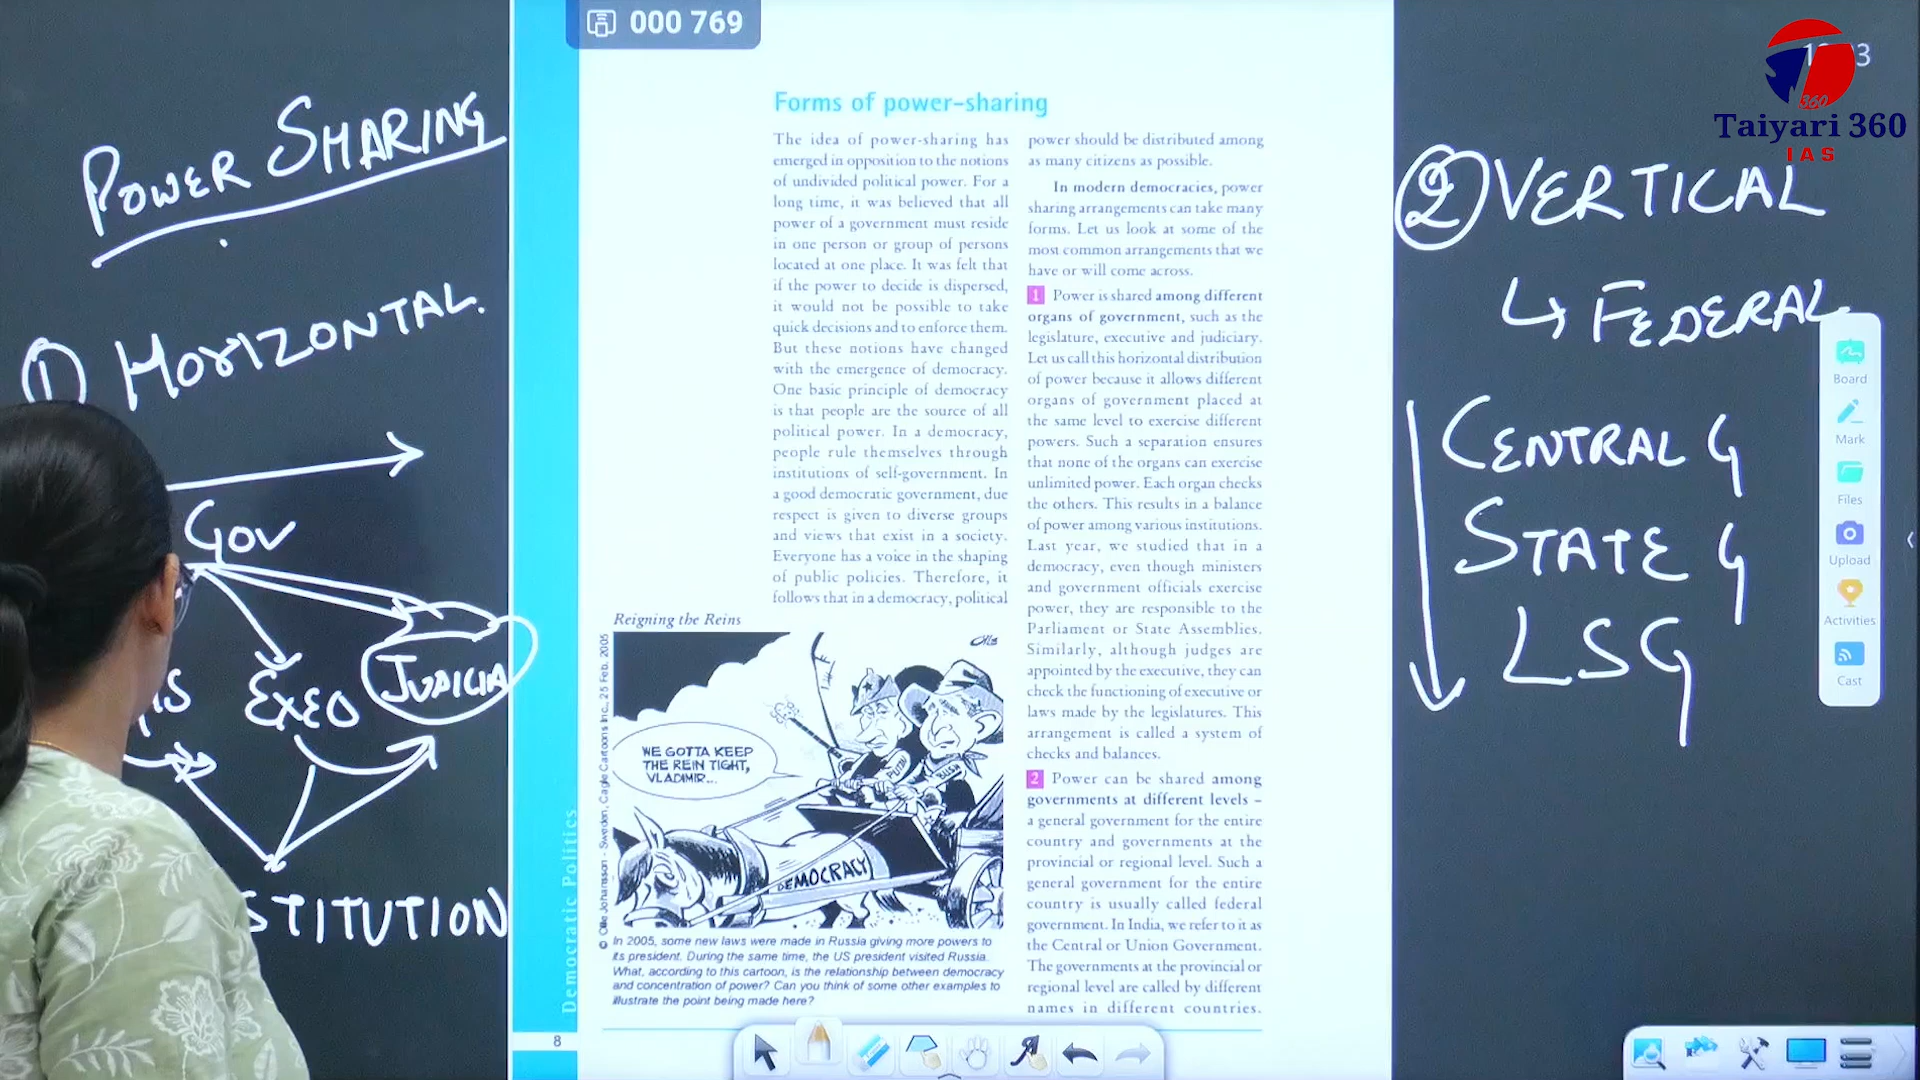 000 769
Taiyari 360
IAS
360
POWER SHARING
① HORIZONTAL.
GOV
EXEO
JUDICIA
STITUTION
Forms of power-sharing
The idea of power-sharing has
emerged in opposition to the notions
of undivided political power. For a
long time, it was believed that all
power of a government must reside
in one person or group of persons
located at one place. It was felt that
if the power to decide is dispersed,
it would not be possible to take
quick decisions and to enforce them.
But these notions have changed
with the emergence of democracy.
One basic principle of democracy
is that people are the source of all
political power. In a democracy,
people rule themselves through
institutions of self-government. In
a good democratic government, due
respect is given to diverse groups
and views that exist in a society.
Everyone has a voice in the shaping
of public policies. Therefore, it
follows that in a democracy, political
power should be distributed among
as many citizens as possible.
In modern democracies, power
sharing arrangements can take many
forms. Let us look at some of the
most common arrangements that we
have or will come across.
1 Power is shared among different
organs of government, such as the
legislature, executive and judiciary.
Let us call this horizontal distribution
of power because it allows different
organs of government placed at
the same level to exercise different
powers. Such a separation ensures
that none of the organs can exercise
unlimited power. Each organ checks
the others. This results in a balance
of power among various institutions.
Last year, we studied that in a
democracy, even though ministers
and government officials exercise
power, they are responsible to the
Parliament or State Assemblies.
Similarly, although judges are
appointed by the executive, they can
check the functioning of executive or
laws made by the legislatures. This
arrangement is called a system of
checks and balances.
2 Power can be shared among
governments at different levels –
a general government for the entire
country and governments at the
provincial or regional level. Such a
general government for the entire
country is usually called federal
government. In India, we refer to it as
the Central or Union Government.
The governments at the provincial or
regional level are called by different
names in different countries.
Reigning the Reins
© Olle Johansson - Sweden, Cagle Cartoons Inc., 25 Feb. 2005
WE GOTTA KEEP
THE REIN TIGHT,
VLADIMIR...
PUTIN
BUSH
DEMOCRACY
In 2005, some new laws were made in Russia giving more powers to
its president. During the same time, the US president visited Russia.
What, according to this cartoon, is the relationship between democracy
and concentration of power? Can you think of some other examples to
illustrate the point being made here?
Democratic Politics
8
② VERTICAL
↳ FEDERAL
CENTRAL G
STATE G
LSG
Board
Mark
Files
Upload
Activities
Cast